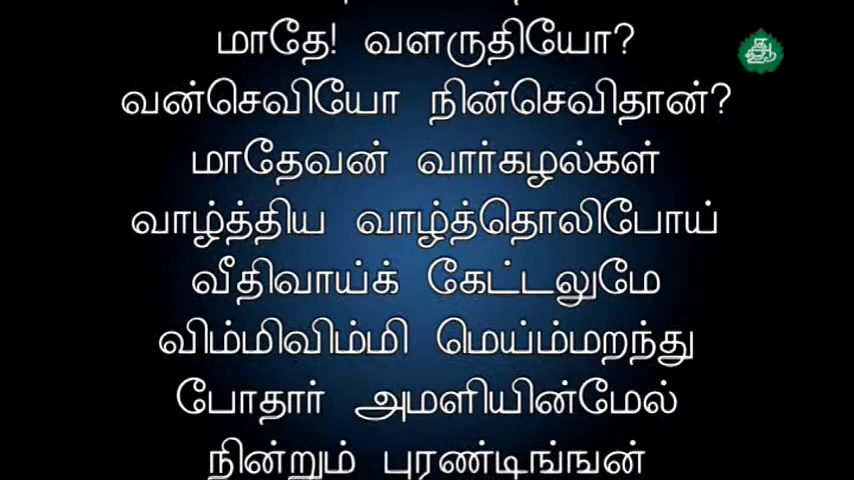 மாதே! வளருதியோ?
வன்செவியோ நின்செவிதான்?
மாதேவன் வார்கழல்கள்
வாழ்த்திய வாழ்த்தொலிபோய்
வீதிவாய்க் கேட்டலுமே
விம்மிவிம்மி மெய்ம்மறந்து
போதார் அமளியின்மேல்
நின்றும் புரண்டிங்ஙன்